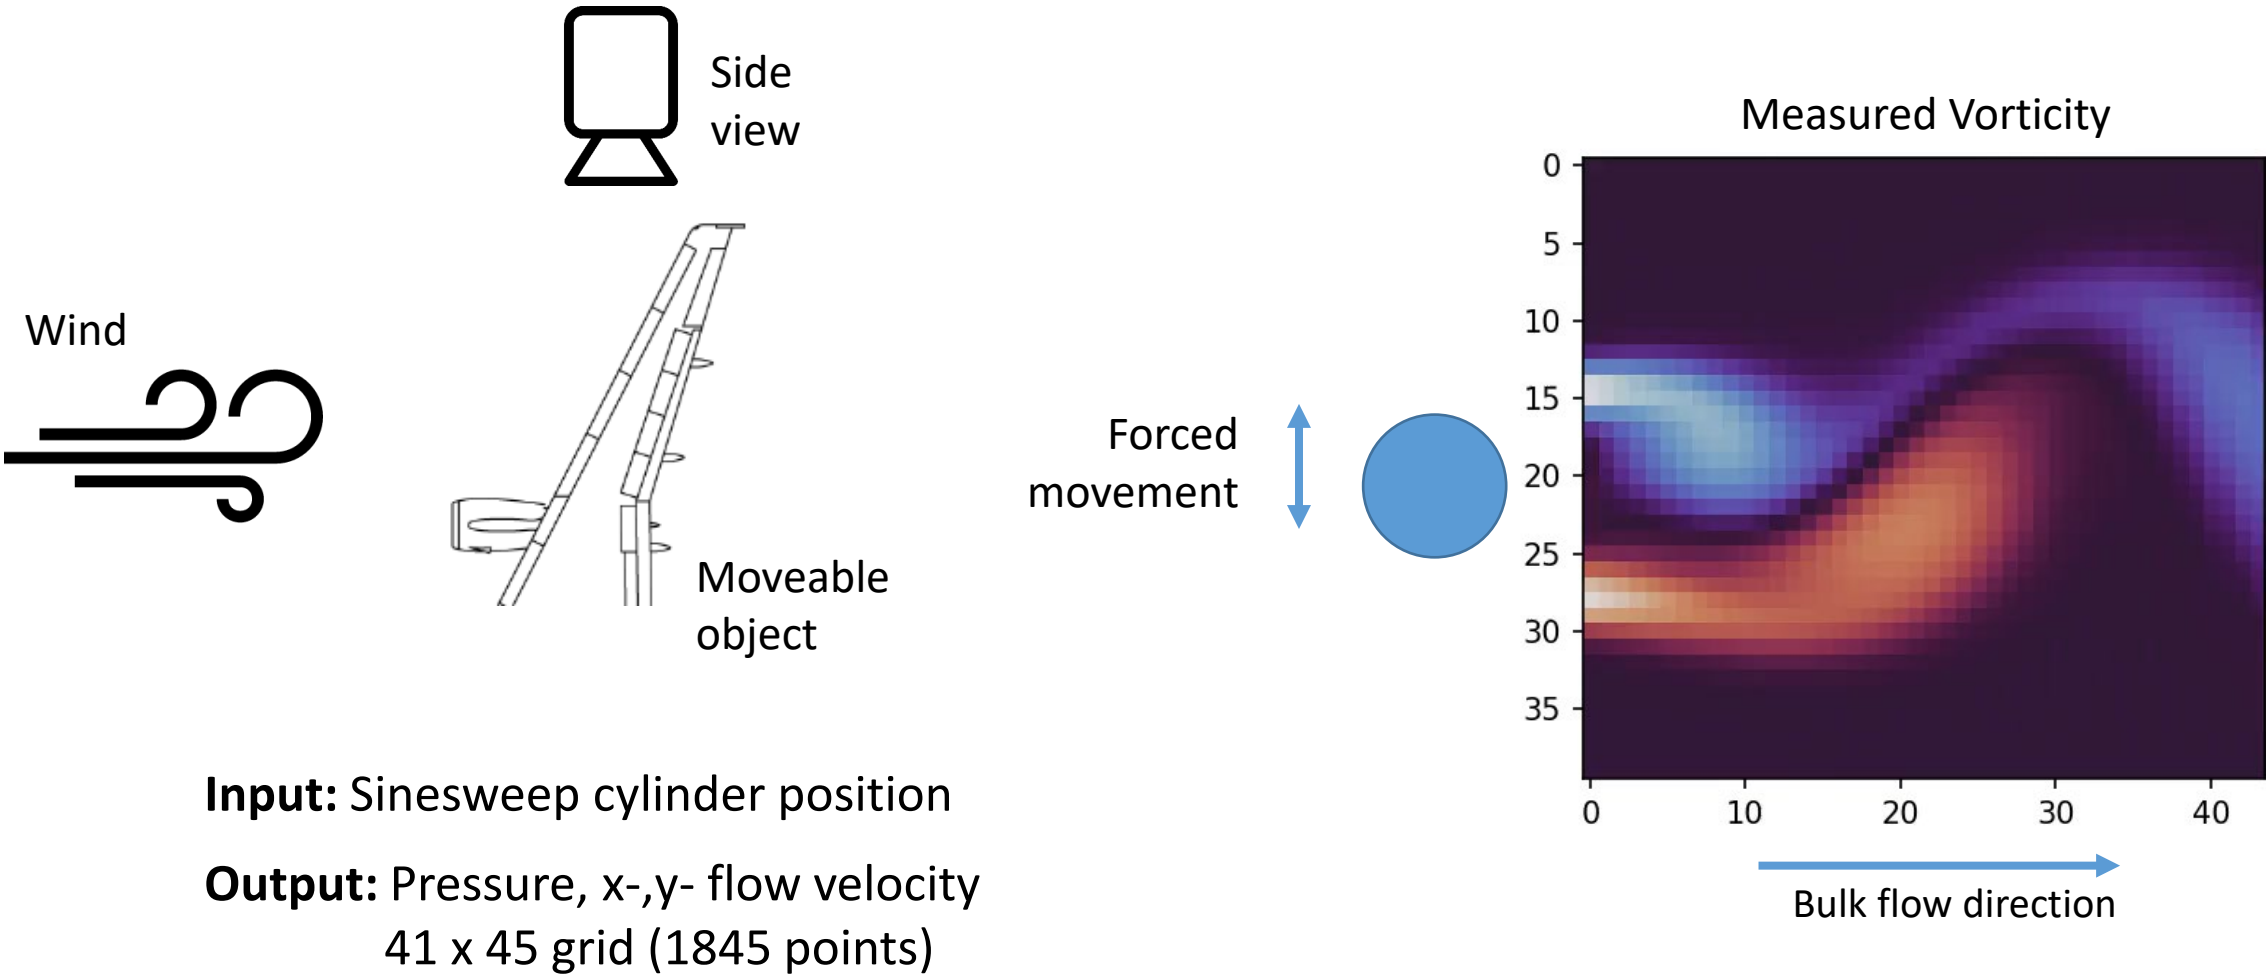 Side
view
Wind
Moveable
object
Input: Sinesweep cylinder position
Output: Pressure, x-,y- flow velocity
41 x 45 grid (1845 points)
Forced
movement
Measured Vorticity
0
5
10
15
20
25
30
35
0 10 20 30 40
Bulk flow direction